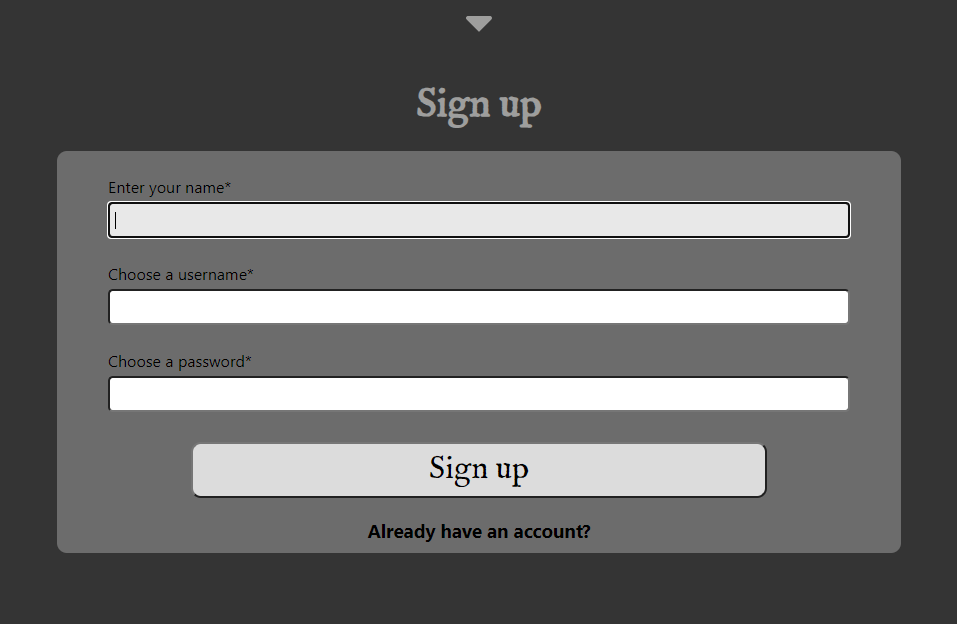 Sign up
Enter your name*
Choose a username*
Choose a password*
Sign up
Already have an account?